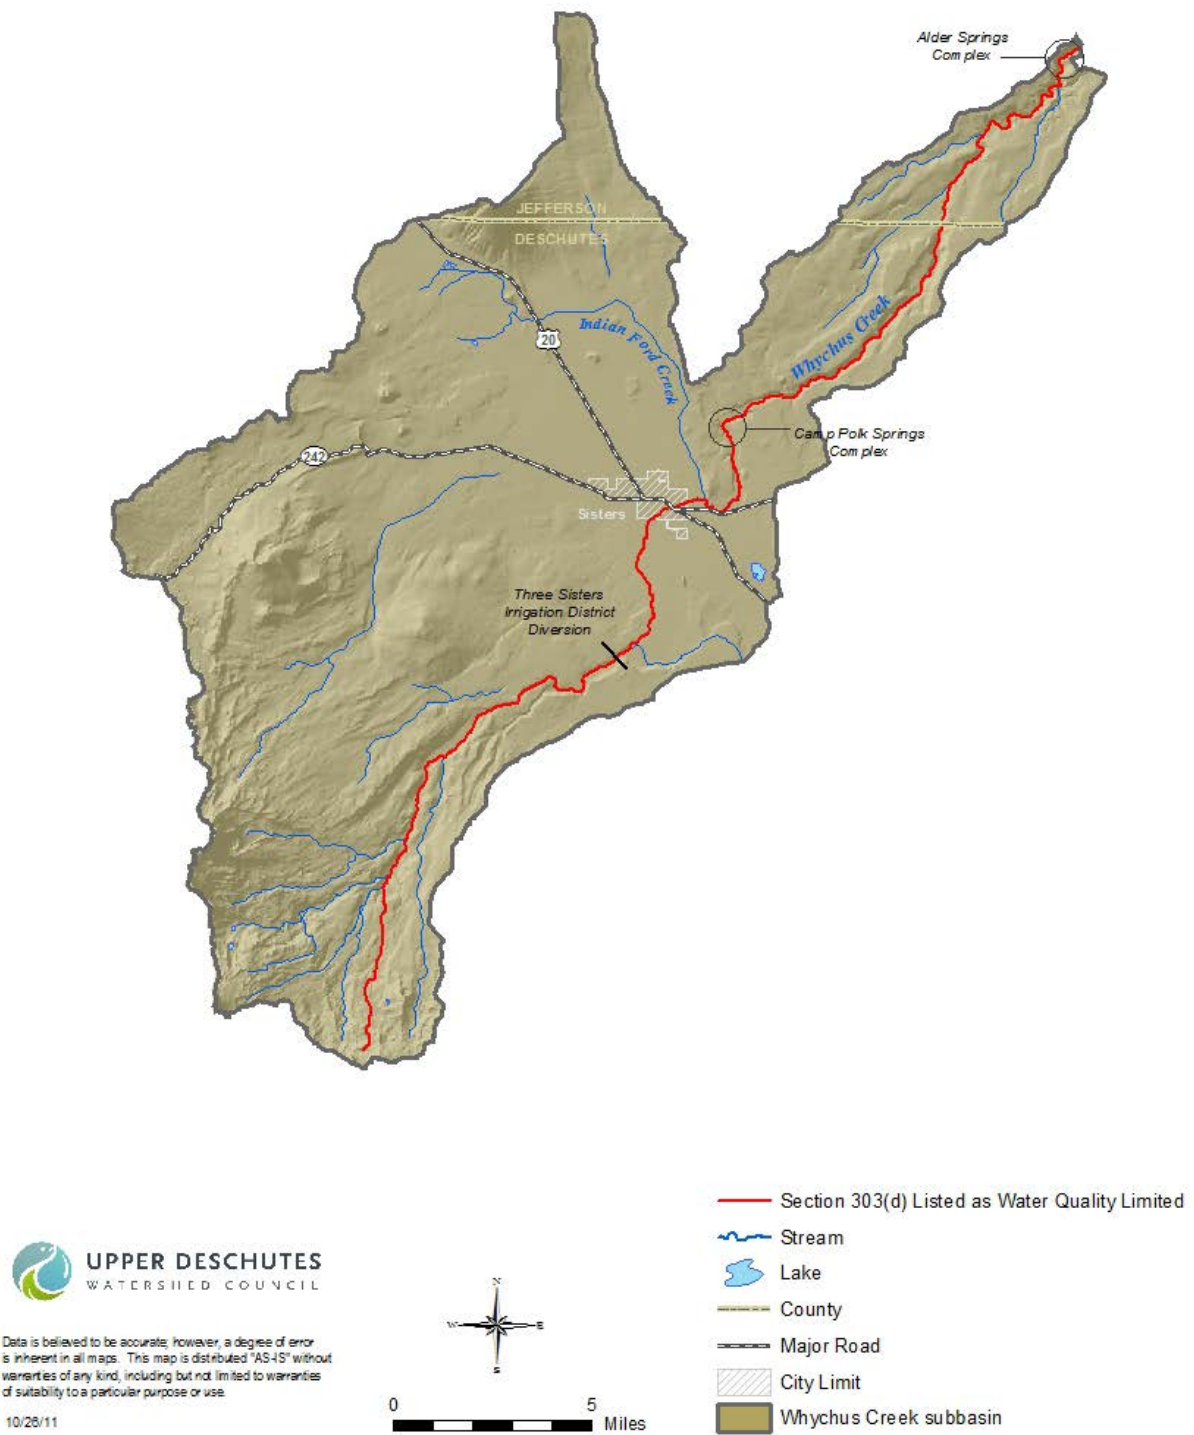 Alder Springs
Complex
JEFFERSON
DESCHUTES
Indian Ford Creek
20
Whychus Creek
Camp Polk Springs
Complex
242
Sisters
Three Sisters
Irrigation District
Diversion
Section 303(d) Listed as Water Quality Limited
Stream
Lake
County
Major Road
City Limit
Whychus Creek subbasin
UPPER DESCHUTES
WATERSHED COUNCIL
Data is believed to be accurate; however, a degree of error
is inherent in all maps. This map is distributed "AS-IS" without
warranties of any kind, including but not limited to warranties
of suitability to a particular purpose or use.
10/26/11
N
W
E
S
0
5
Miles